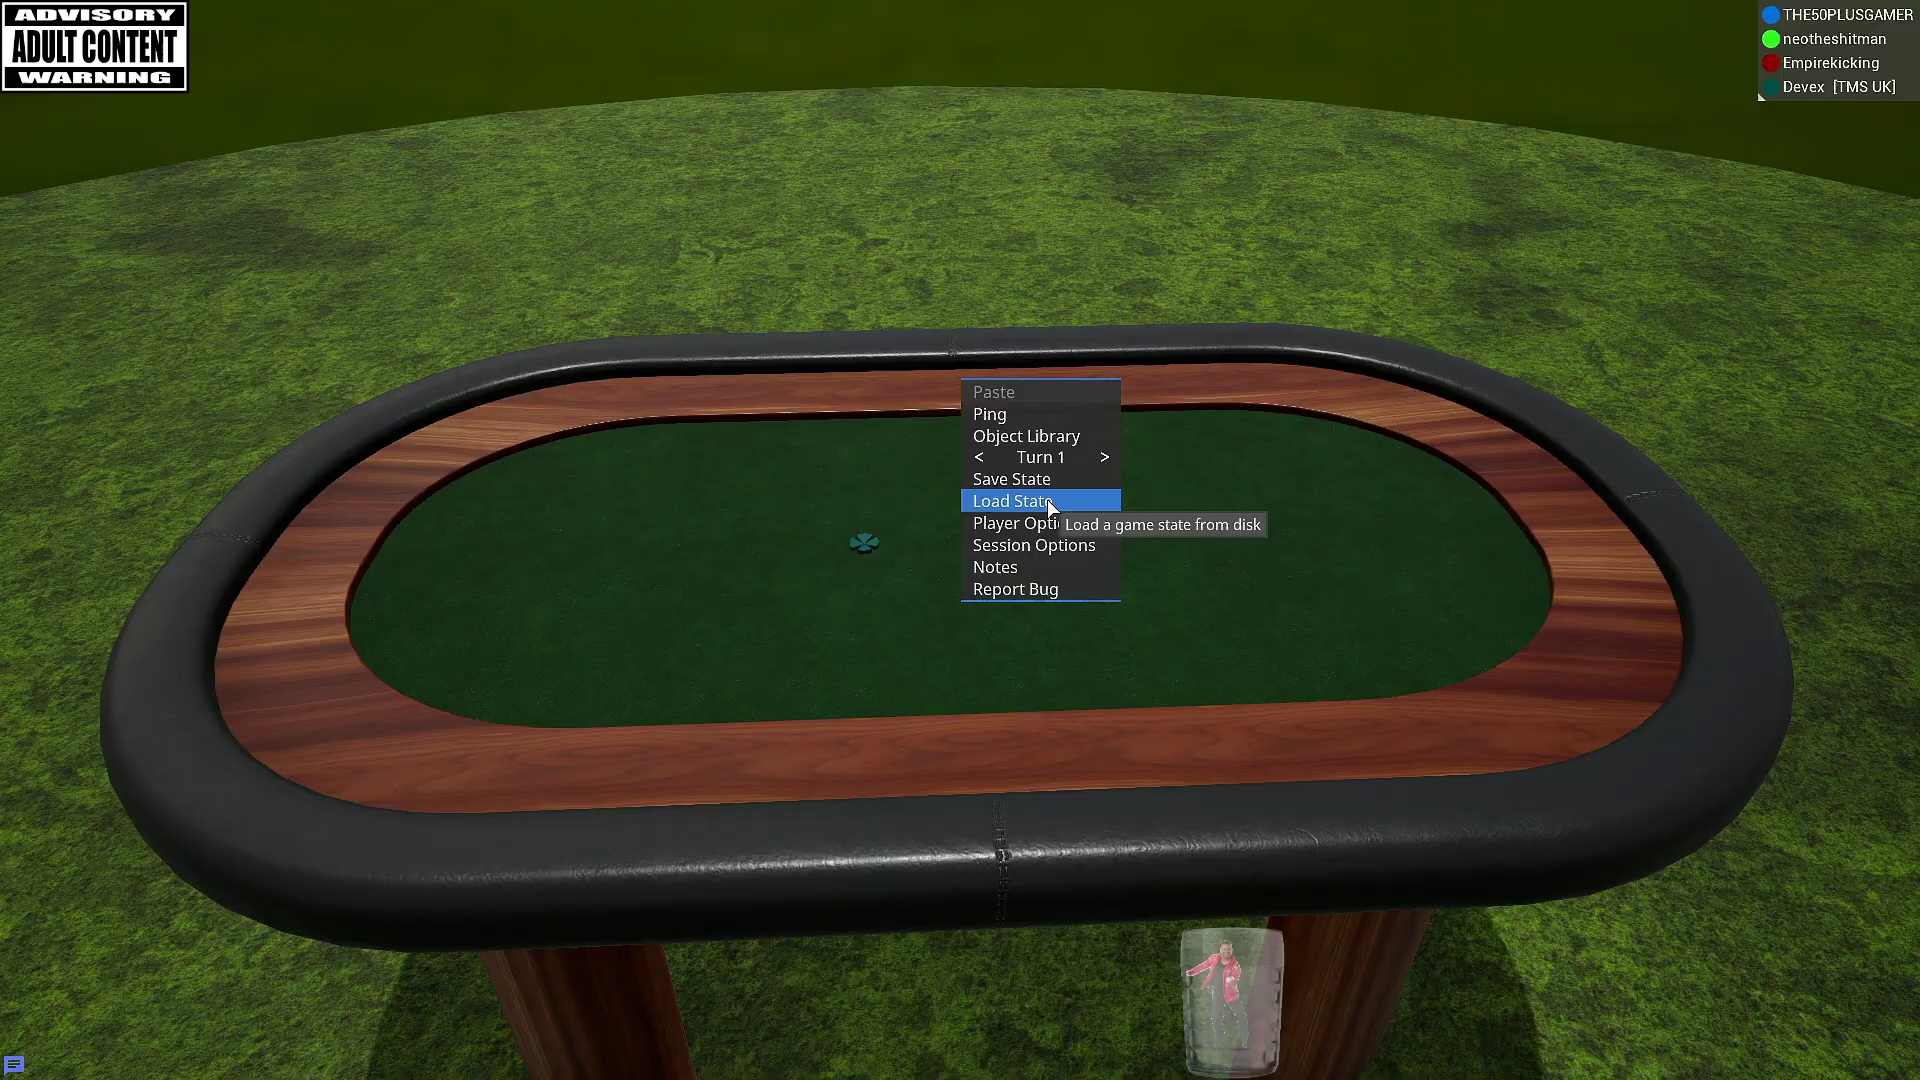 ADVISORY
ADULT CONTENT
WARNING
THE50PLUSGAMER
neotheshitman
Empirekicking
Devex [TMS UK]
Paste
Ping
Object Library
< Turn 1 >
Save State
Load State
Player Opti
Load a game state from disk
Session Options
Notes
Report Bug